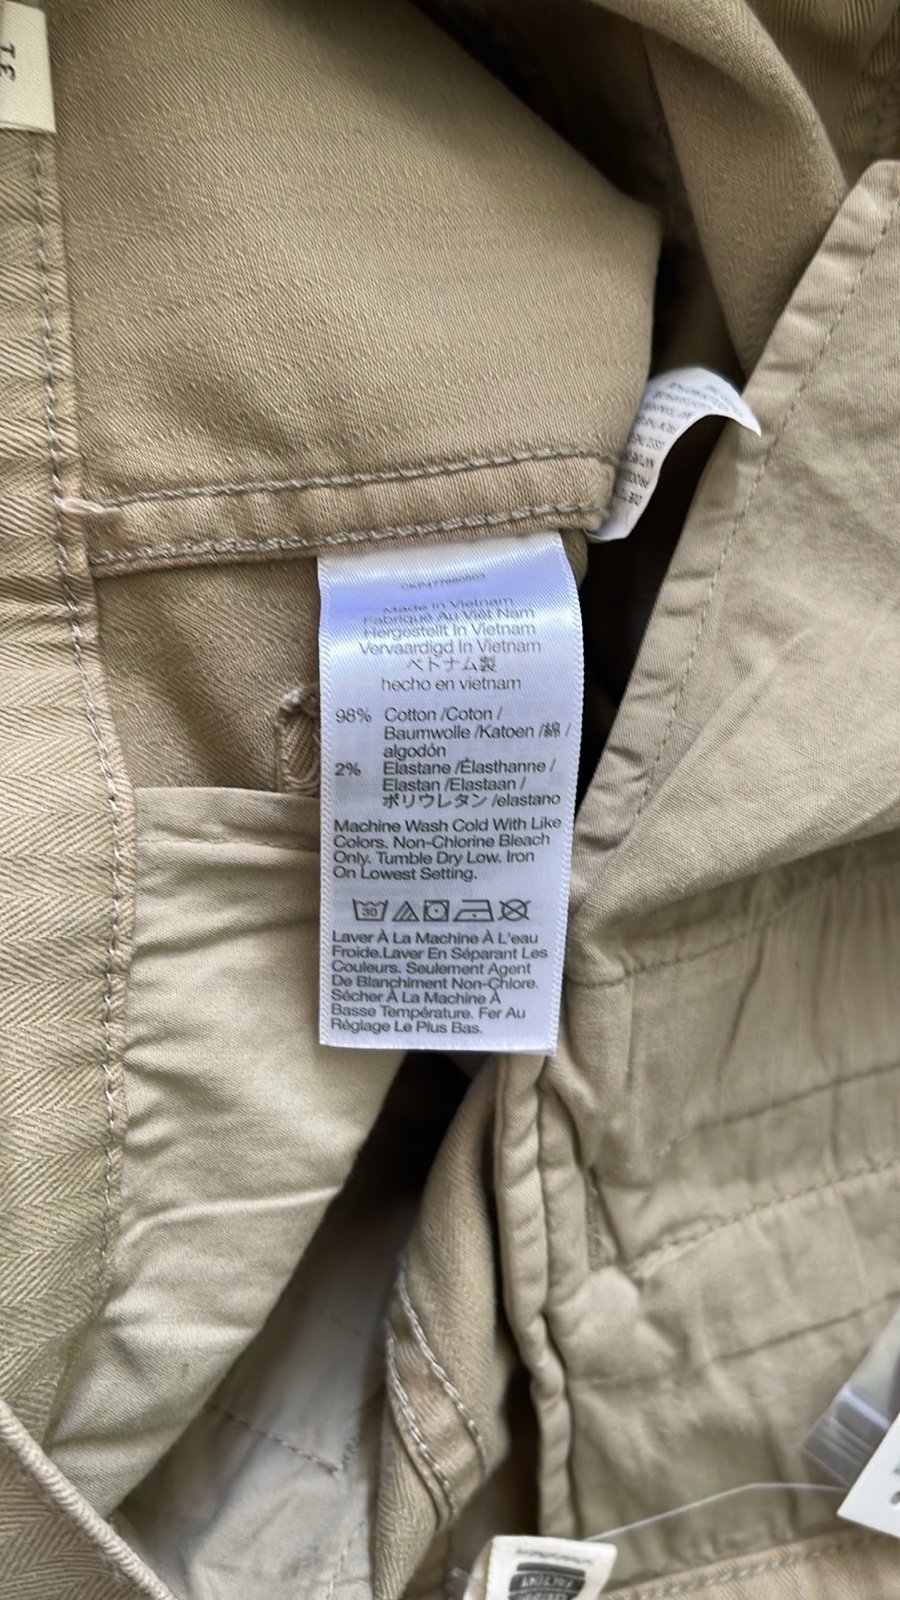 31
Made In Vietnam
Fabriqué Au Viêt Nam
Hergestellt In Vietnam
Vervaardigd In Vietnam
ベトナム製
hecho en vietnam
98% Cotton /Coton /
Baumwolle /Katoen /綿 /
algodón
2% Elastane /Élasthanne /
Elastan /Elastaan /
ポリウレタン /elastano
Machine Wash Cold With Like
Colors. Non-Chlorine Bleach
Only. Tumble Dry Low. Iron
On Lowest Setting.
30
Laver À La Machine À L'eau
Froide.Laver En Séparant Les
Couleurs. Seulement Agent
De Blanchiment Non-Chlore.
Sécher À La Machine À
Basse Température. Fer Au
Réglage Le Plus Bas.